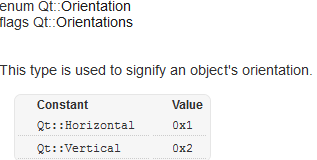 enum Qt::Orientation
flags Qt::Orientations
This type is used to signify an object's orientation.
Constant Value
Qt::Horizontal 0x1
Qt::Vertical 0x2